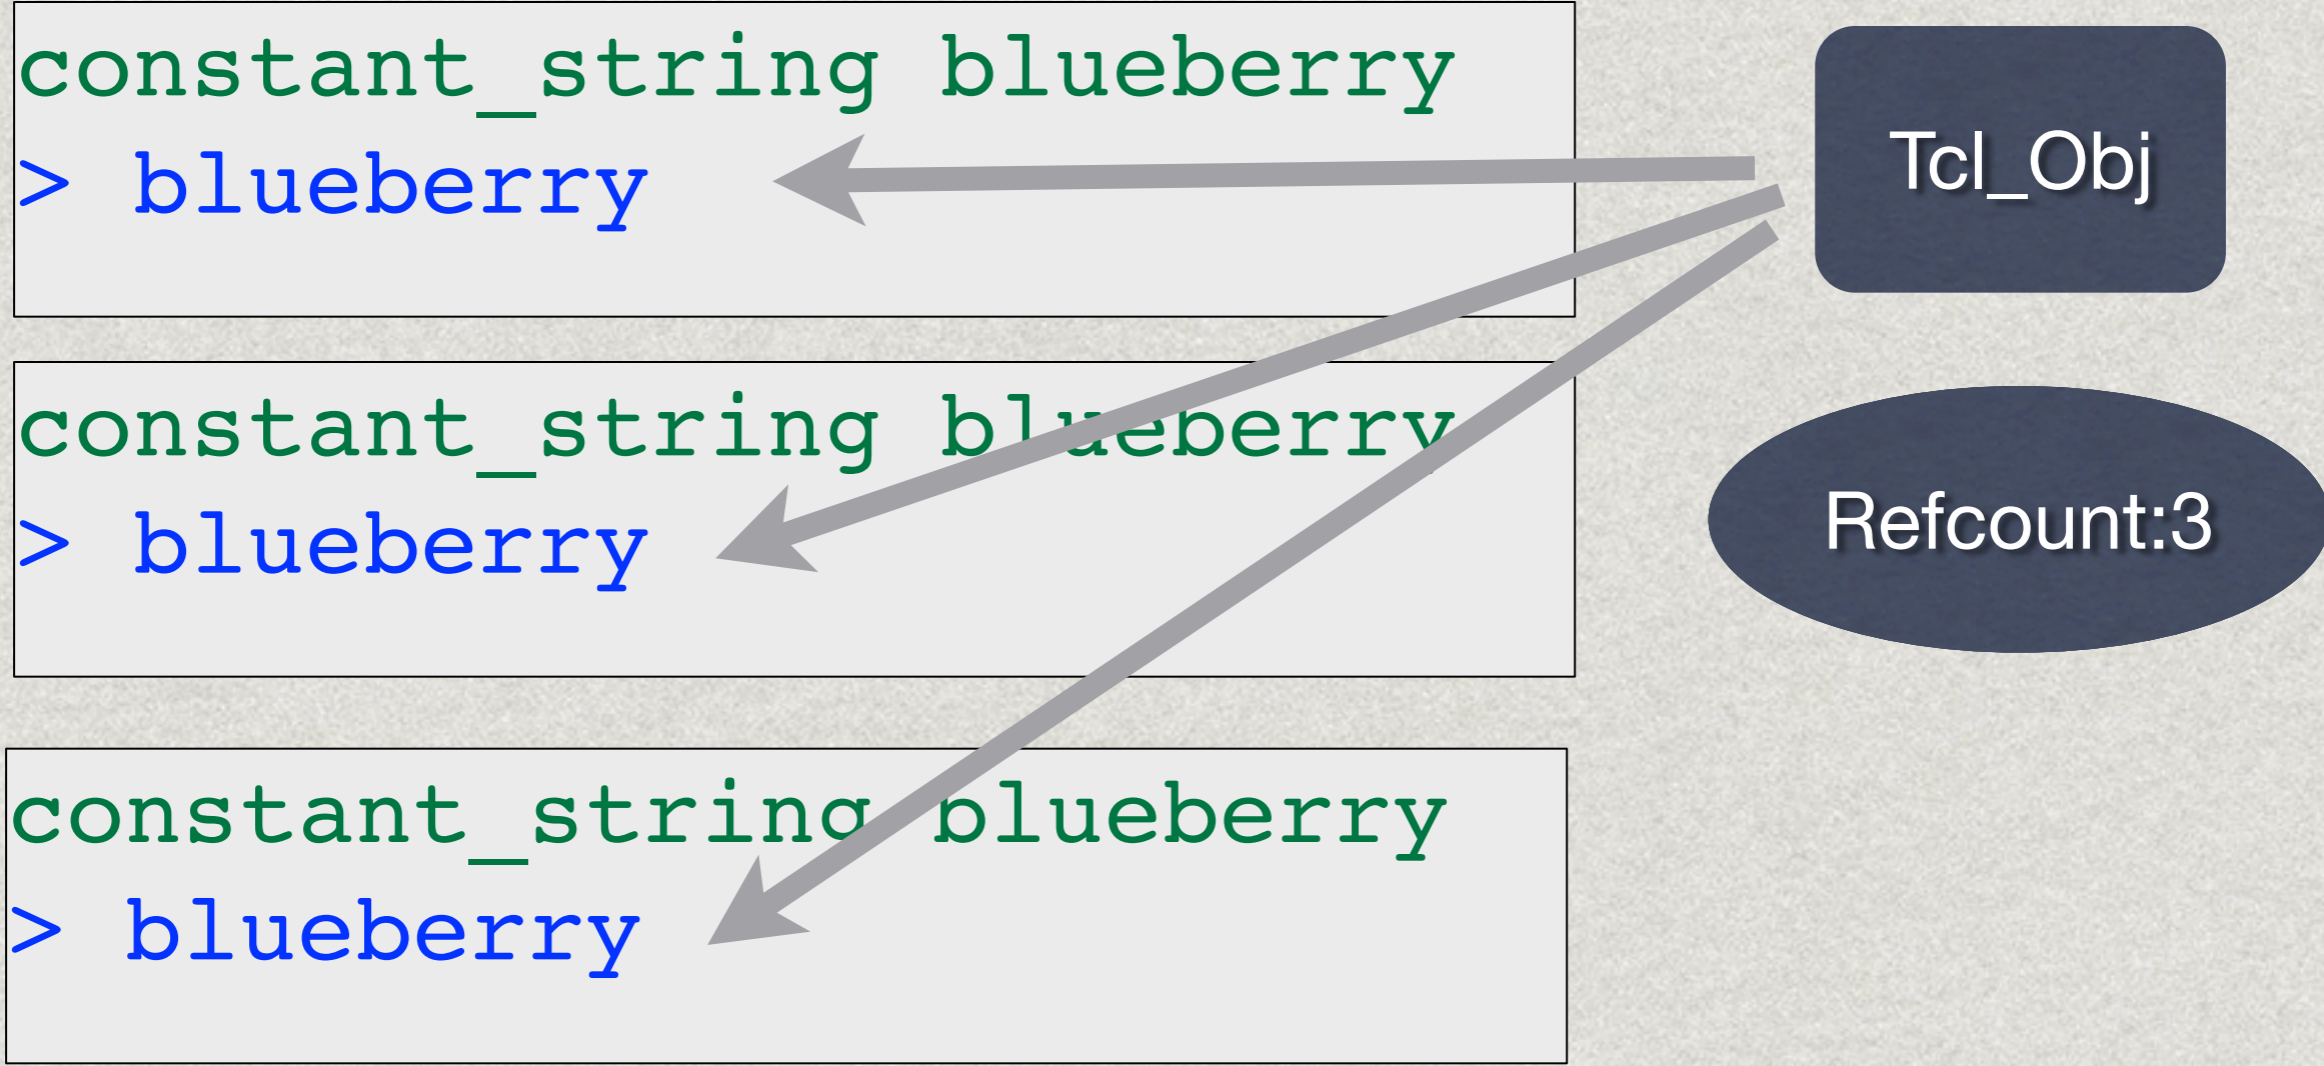 constant_string blueberry
> blueberry
constant_string blueberry
> blueberry
constant_string blueberry
> blueberry
Tcl_Obj
Refcount:3